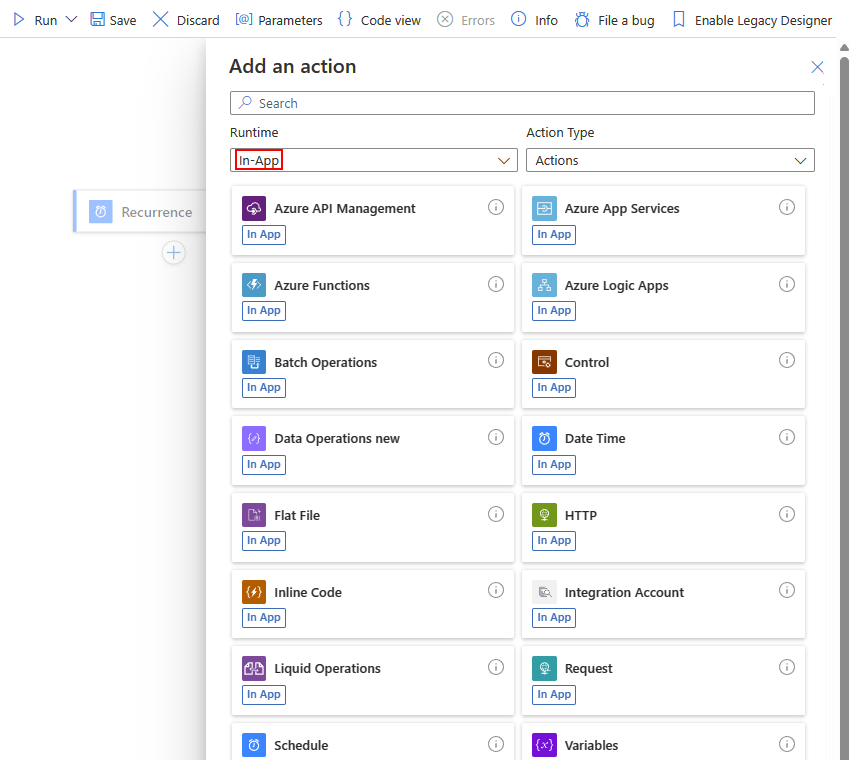 Run Save Discard [@] Parameters {} Code view Errors Info File a bug Enable Legacy Designer
Add an action
Search
Runtime Action Type
In-App Actions
Recurrence
Azure API Management Azure App Services
In App In App
Azure Functions Azure Logic Apps
In App In App
Batch Operations Control
In App In App
Data Operations new Date Time
In App In App
Flat File HTTP
In App In App
Inline Code Integration Account
In App In App
Liquid Operations Request
In App In App
Schedule {x} Variables